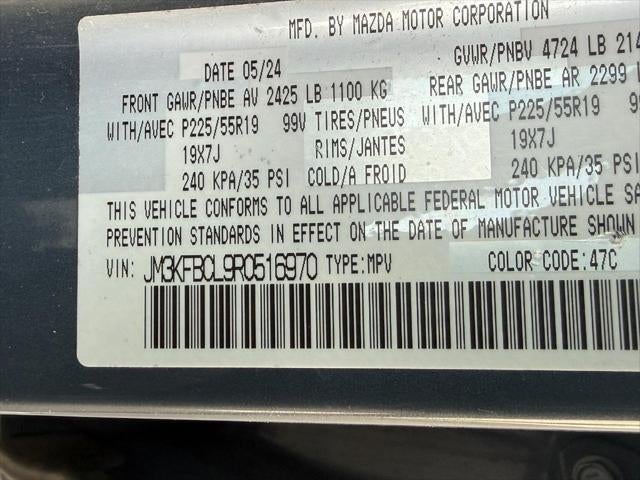 MFD. BY MAZDA MOTOR CORPORATION
DATE 05/24 GVWR/PNBV 4724 LB 214
FRONT GAWR/PNBE AV 2425 LB 1100 KG REAR GAWR/PNBE AR 2299
WITH/AVEC P225/55R19 99V TIRES/PNEUS WITH/AVEC P225/55R19 99
19X7J RIMS/JANTES 19X7J
240 KPA/35 PSI COLD/A FROID 240 KPA/35 PSI
THIS VEHICLE CONFORMS TO ALL APPLICABLE FEDERAL MOTOR VEHICLE SA
PREVENTION STANDARDS IN EFFECT ON THE DATE OF MANUFACTURE SHOWN
VIN: JM3KFBCL9R0516970 TYPE:MPV COLOR CODE:47C